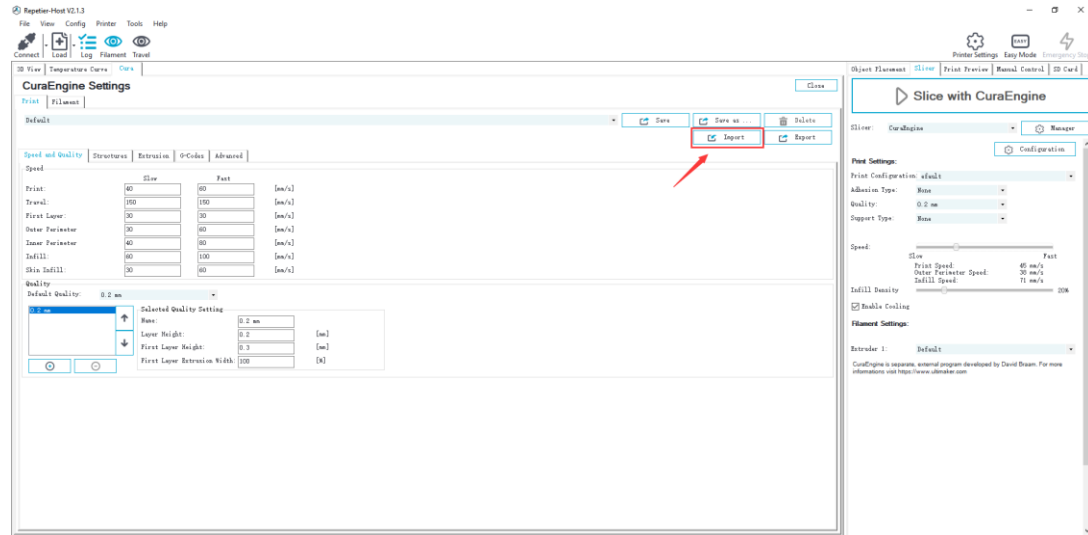 Repetier-Host V2.1.3
File View Config Printer Tools Help
Connect Load Log Filament Travel
Printer Settings Easy Mode Emergency Sto
3D View Temperature Curve Cura
Object Placement Slicer Print Preview Manual Control SD Card
CuraEngine Settings
Close
Slice with CuraEngine
Print Filament
Default
Save Save as ... Delete
Import Export
Slicer: CuraEngine Manager
Configuration
Speed and Quality Structures Extrusion G-Codes Advanced
Speed
Slow Fast
Print: 40 60 [mm/s]
Travel: 150 150 [mm/s]
First Layer: 30 30 [mm/s]
Outer Perimeter 30 60 [mm/s]
Inner Perimeter 40 80 [mm/s]
Infill: 60 100 [mm/s]
Skin Infill: 30 60 [mm/s]
Quality
Default Quality: 0.2 mm
0.2 mm
Selected Quality Setting
Name: 0.2 mm
Layer Height: 0.2 [mm]
First Layer Height: 0.3 [mm]
First Layer Extrusion Width: 100 [%]
Print Settings:
Print Configuration: efault
Adhesion Type: None
Quality: 0.2 mm
Support Type: None
Speed:
Slow Fast
Print Speed: 46 mm/s
Outer Perimeter Speed: 38 mm/s
Infill Speed: 71 mm/s
Infill Density 20%
Enable Cooling
Filament Settings:
Extruder 1: Default
CuraEngine is separate, external program developed by David Braam. For more
informations visit https://www.ultimaker.com